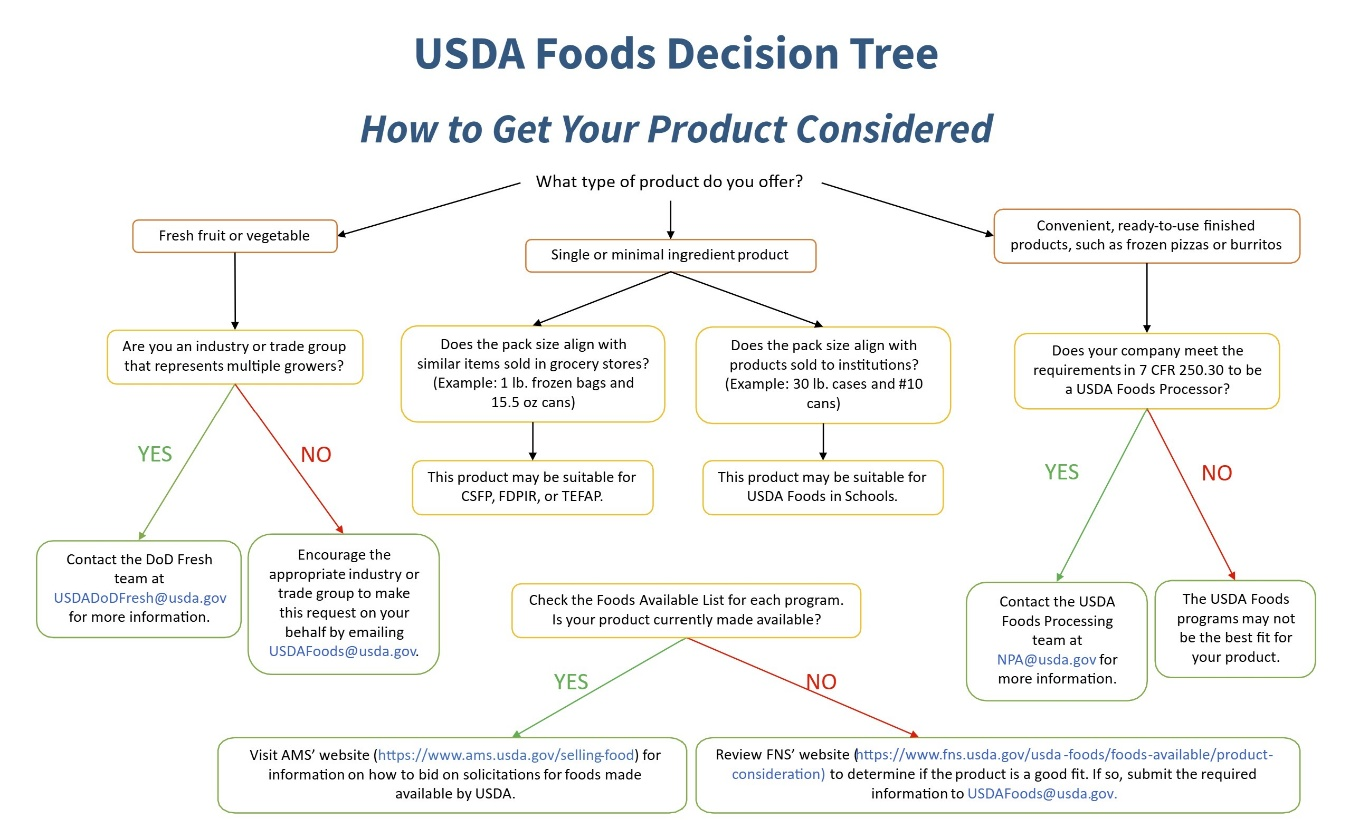 USDA Foods Decision Tree
How to Get Your Product Considered
What type of product do you offer?
Fresh fruit or vegetable
Single or minimal ingredient product
Convenient, ready-to-use finished
products, such as frozen pizzas or burritos
Are you an industry or trade group
that represents multiple growers?
Does the pack size align with
similar items sold in grocery stores?
(Example: 1 lb. frozen bags and
15.5 oz cans)
Does the pack size align with
products sold to institutions?
(Example: 30 lb. cases and #10
cans)
Does your company meet the
requirements in 7 CFR 250.30 to be
a USDA Foods Processor?
YES
NO
This product may be suitable for
CSFP, FDPIR, or TEFAP.
This product may be suitable for
USDA Foods in Schools.
YES
NO
Contact the DoD Fresh
team at
USDADoDFresh@usda.gov
for more information.
Encourage the
appropriate industry or
trade group to make
this request on your
behalf by emailing
USDAFoods@usda.gov.
Check the Foods Available List for each program.
Is your product currently made available?
Contact the USDA
Foods Processing
team at
NPA@usda.gov for
more information.
The USDA Foods
programs may not
be the best fit for
your product.
YES
NO
Visit AMS’ website (https://www.ams.usda.gov/selling-food) for
information on how to bid on solicitations for foods made
available by USDA.
Review FNS’ website (https://www.fns.usda.gov/usda-foods/foods-available/product-
consideration) to determine if the product is a good fit. If so, submit the required
information to USDAFoods@usda.gov.